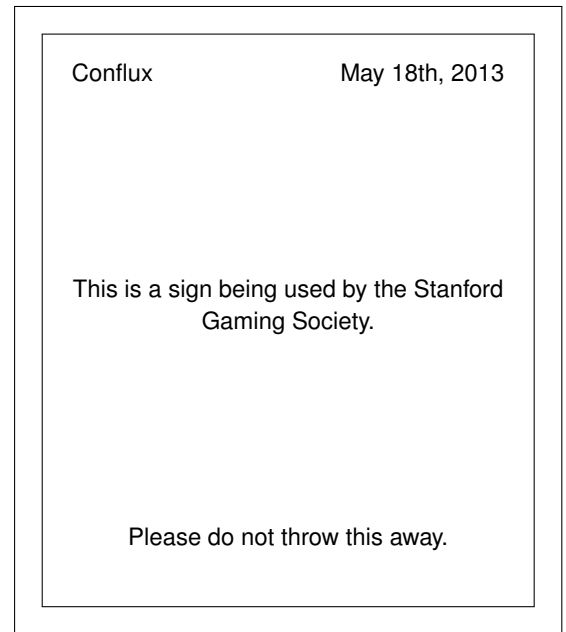 Conflux May 18th, 2013
This is a sign being used by the Stanford
Gaming Society.
Please do not throw this away.